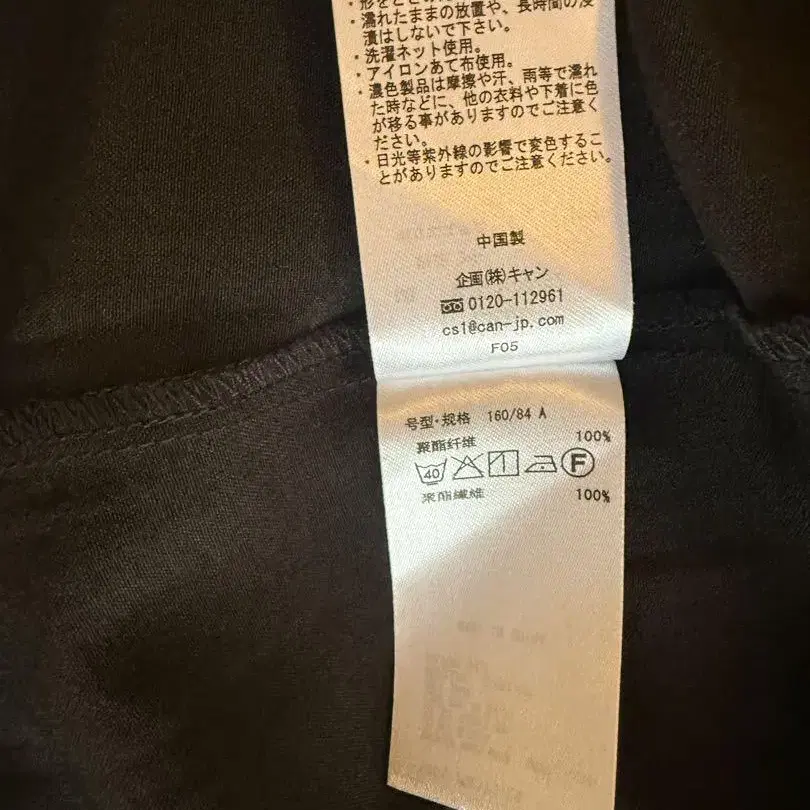 ・濡れたままの放置や、長時間の浸
漬はしないで下さい。
・洗濯ネット使用。
・アイロンあて布使用。
・濃色製品は摩擦や汗、雨等で濡れ
た時などに、他の衣料や下着に色
が移る事がありますのでご注意く
ださい。
・日光等紫外線の影響で変色するこ
とがありますのでご注意ください。
中国製
企画(株)キャン
0120-112961
cs1@can-jp.com
F05
号型・规格 160/84 A
聚酯纤维 100%
40 F
聚酯纖維 100%